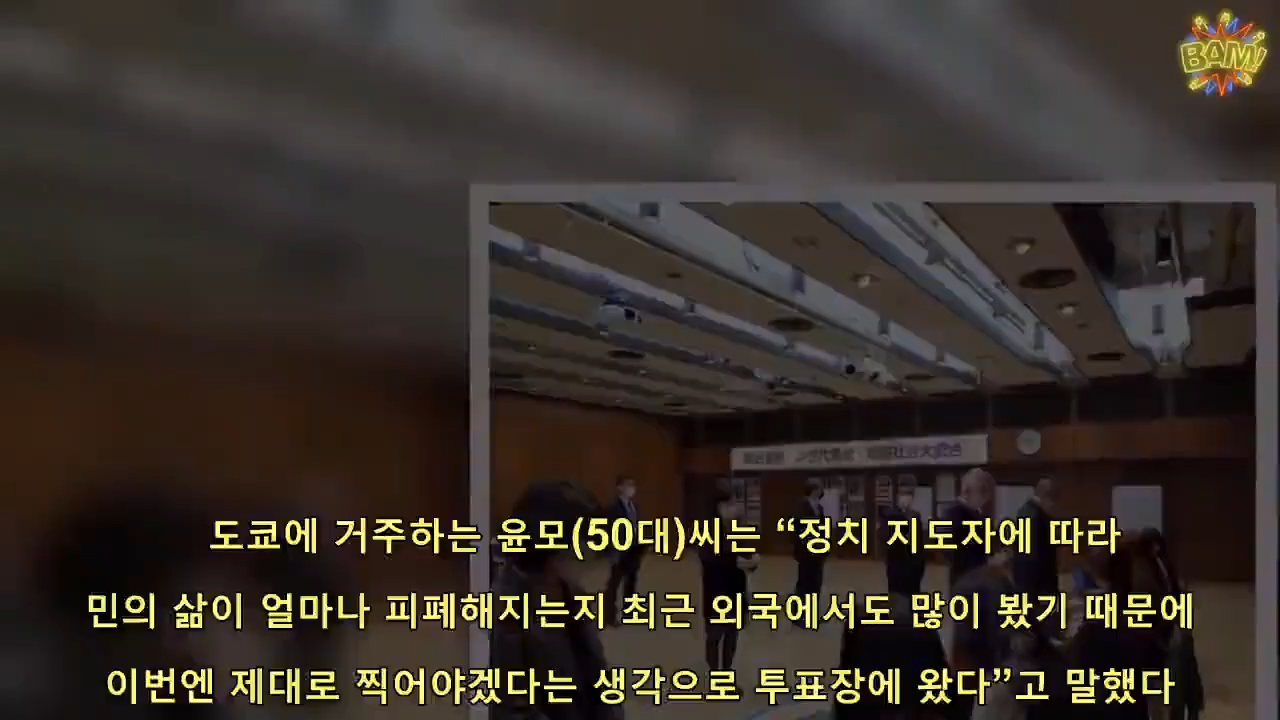 BAM!
도쿄에 거주하는 윤모(50대)씨는 “정치 지도자에 따라
민의 삶이 얼마나 피폐해지는지 최근 외국에서도 많이 봤기 때문에
이번엔 제대로 찍어야겠다는 생각으로 투표장에 왔다”고 말했다